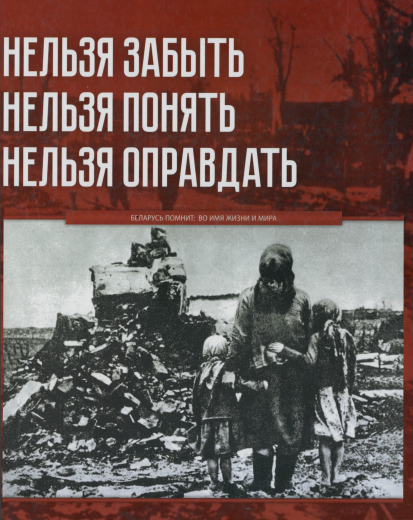 НЕЛЬЗЯ ЗАБЫТЬ
НЕЛЬЗЯ ПОНЯТЬ
НЕЛЬЗЯ ОПРАВДАТЬ
БЕЛАРУСЬ ПОМНИТ: ВО ИМЯ ЖИЗНИ И МИРА